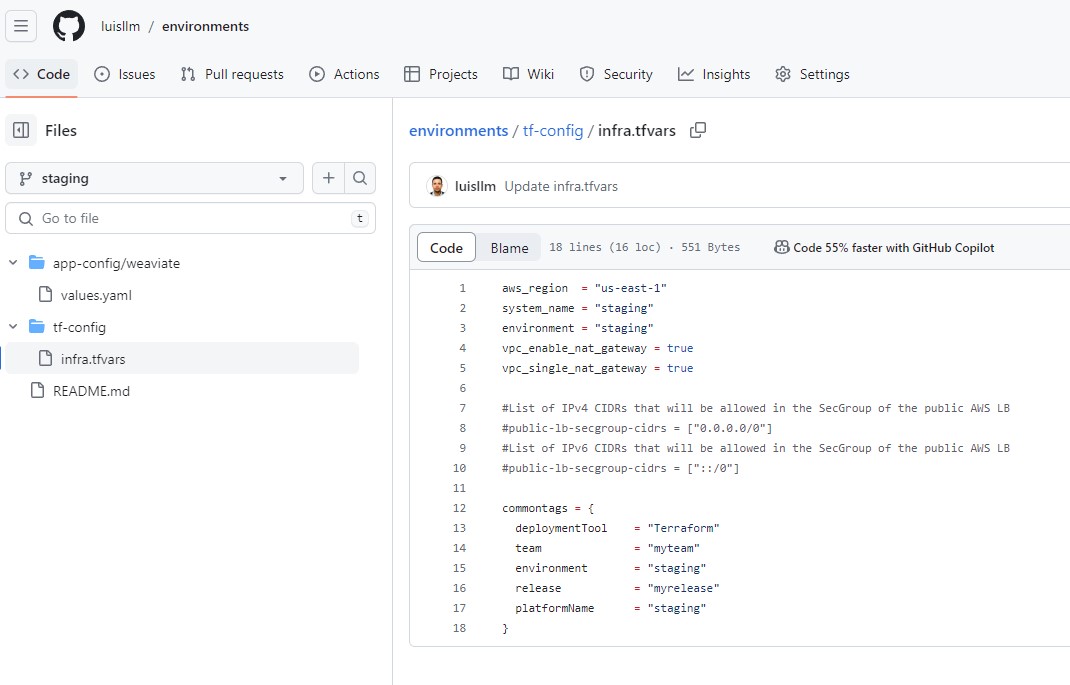 luisllm / environments
Code Issues Pull requests Actions Projects Wiki Security Insights Settings
Files
staging
Go to file t
app-config/weaviate
values.yaml
tf-config
infra.tfvars
README.md
environments / tf-config / infra.tfvars
luisllm Update infra.tfvars
Code Blame 18 lines (16 loc) · 551 Bytes Code 55% faster with GitHub Copilot
1 aws_region = "us-east-1"
2 system_name = "staging"
3 environment = "staging"
4 vpc_enable_nat_gateway = true
5 vpc_single_nat_gateway = true
6
7 #List of IPv4 CIDRs that will be allowed in the SecGroup of the public AWS LB
8 #public-lb-secgroup-cidrs = ["0.0.0.0/0"]
9 #List of IPv6 CIDRs that will be allowed in the SecGroup of the public AWS LB
10 #public-lb-secgroup-cidrs = ["::/0"]
11
12 commontags = {
13 deploymentTool = "Terraform"
14 team = "myteam"
15 environment = "staging"
16 release = "myrelease"
17 platformName = "staging"
18 }